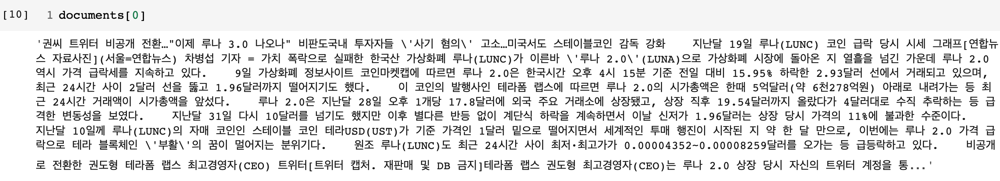 [10] 1 documents[0]
'권씨 트위터 비공개 전환…"이제 루나 3.0 나오나" 비판도국내 투자자들 \'사기 혐의\' 고소…미국서도 스테이블코인 감독 강화    지난달 19일 루나(LUNC) 코인 급락 당시 시세 그래프[연합뉴
스 자료사진](서울=연합뉴스) 차병섭 기자 = 가치 폭락으로 실패한 한국산 가상화폐 루나(LUNC)가 이른바 \'루나 2.0\'(LUNA)으로 가상화폐 시장에 돌아온 지 열흘을 넘긴 가운데 루나 2.0
역시 가격 급락세를 지속하고 있다.    9일 가상화폐 정보사이트 코인마켓캡에 따르면 루나 2.0은 한국시간 오후 4시 15분 기준 전일 대비 15.95% 하락한 2.93달러 선에서 거래되고 있으며,
최근 24시간 사이 2달러 선을 뚫고 1.96달러까지 떨어지기도 했다.    이 코인의 발행사인 테라폼 랩스에 따르면 루나 2.0의 시가총액은 한때 5억달러(약 6천278억원) 아래로 내려가는 등 최
근 24시간 거래액이 시가총액을 앞섰다.    루나 2.0은 지난달 28일 오후 1개당 17.8달러에 외국 주요 거래소에 상장됐고, 상장 직후 19.54달러까지 올랐다가 4달러대로 수직 추락하는 등 급
격한 변동성을 보였다.    지난달 31일 다시 10달러를 넘기도 했지만 이후 별다른 반등 없이 계단식 하락을 계속하면서 이날 신저가 1.96달러는 상장 당시 가격의 11%에 불과한 수준이다.
지난달 10일께 루나(LUNC)의 자매 코인인 스테이블 코인 테라USD(UST)가 기준 가격인 1달러 밑으로 떨어지면서 세계적인 투매 행진이 시작된 지 약 한 달 만으로, 이번에는 루나 2.0 가격 급
락으로 테라 블록체인 \'부활\'의 꿈이 멀어지는 분위기다.    원조 루나(LUNC)도 최근 24시간 사이 최저·최고가가 0.00004352~0.00008259달러를 오가는 등 급등락하고 있다.    비공개
로 전환한 권도형 테라폼 랩스 최고경영자(CEO) 트위터[트위터 캡처. 재판매 및 DB 금지]테라폼 랩스 권도형 최고경영자(CEO)는 루나 2.0 상장 당시 자신의 트위터 계정을 통...'